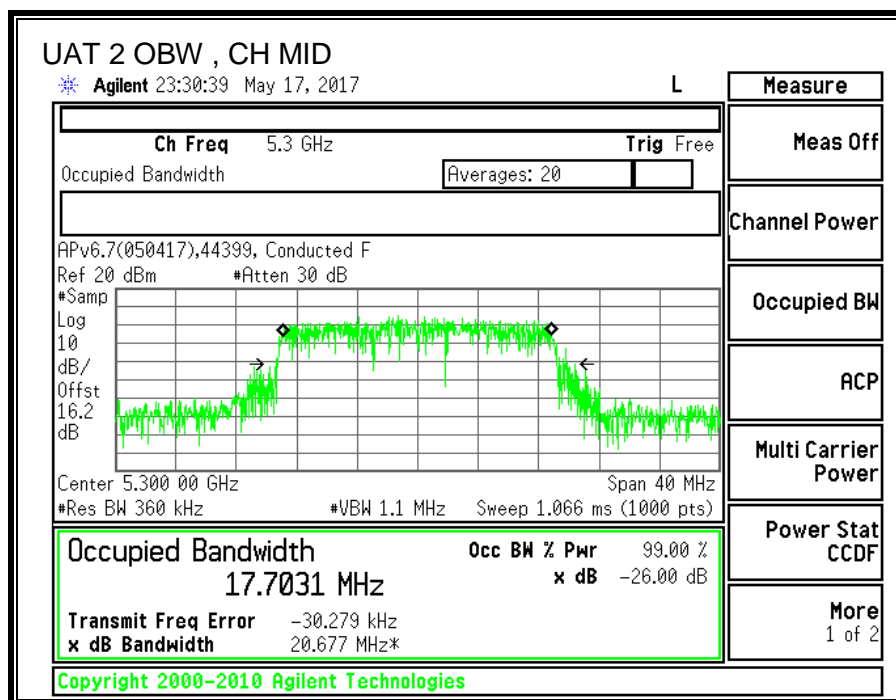 UAT 2 OBW , CH MID
Agilent 23:30:39 May 17, 2017 L
Measure
Ch Freq 5.3 GHz Trig Free
Meas Off
Occupied Bandwidth Averages: 20
Channel Power
APv6.7(050417),44399, Conducted F
Ref 20 dBm #Atten 30 dB
#Samp
Log
10
dB/
Offst
16.2
dB
Occupied BW
ACP
Multi Carrier
Power
Center 5.300 00 GHz Span 40 MHz
#Res BW 360 kHz #VBW 1.1 MHz Sweep 1.066 ms (1000 pts)
Power Stat
CCDF
Occupied Bandwidth Occ BW % Pwr 99.00 %
17.7031 MHz x dB -26.00 dB
Transmit Freq Error -30.279 kHz
x dB Bandwidth 20.677 MHz*
More
1 of 2
Copyright 2000-2010 Agilent Technologies